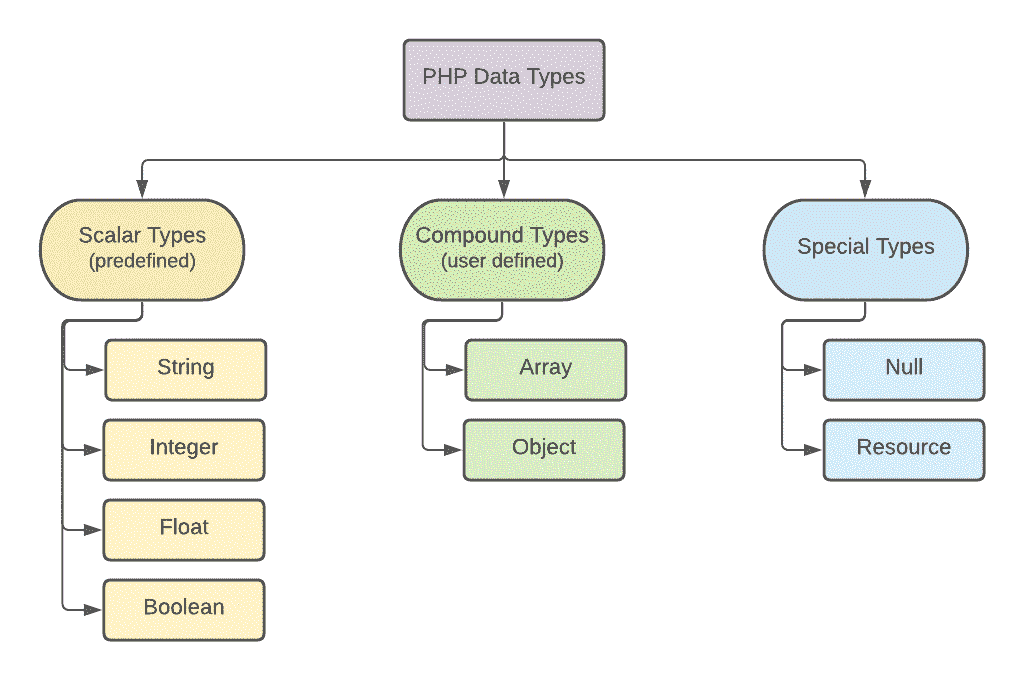 PHP Data Types
Scalar Types
(predefined)
Compound Types
(user defined)
Special Types
String
Integer
Float
Boolean
Array
Object
Null
Resource